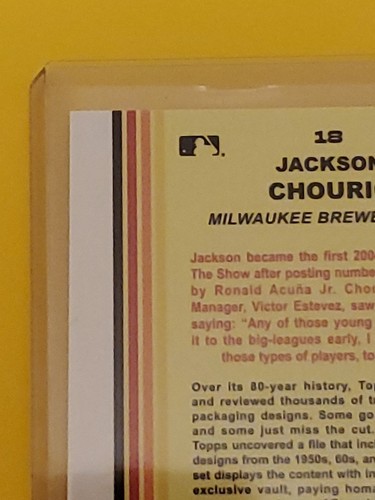 18
JACKSON
CHOURI
MILWAUKEE BREWE
Jackson became the first 200
The Show after posting numbe
by Ronald Acuña Jr. Chou
Manager, Victor Estevez, saw
saying: "Any of those young
it to the big-leagues early, I
those types of players, to
Over its 80-year history, Top
and reviewed thousands of t
packaging designs. Some go
and some just miss the cut.
Topps uncovered a file that incl
designs from the 1950s, 60s, an
set displays the content with in
exclusive vault, paying homa